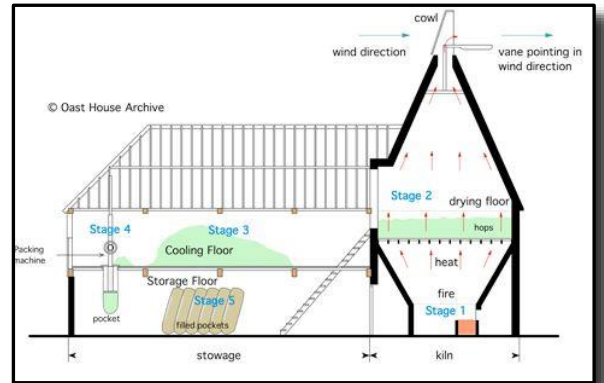 cowl
wind direction
vane pointing in
wind direction
© Oast House Archive
Stage 2
drying floor
hops
Stage 4
Stage 3
Packing
machine
Cooling Floor
heat
Storage Floor
fire
Stage 5
Stage 1
pocket
filled pockets
stowage
kiln